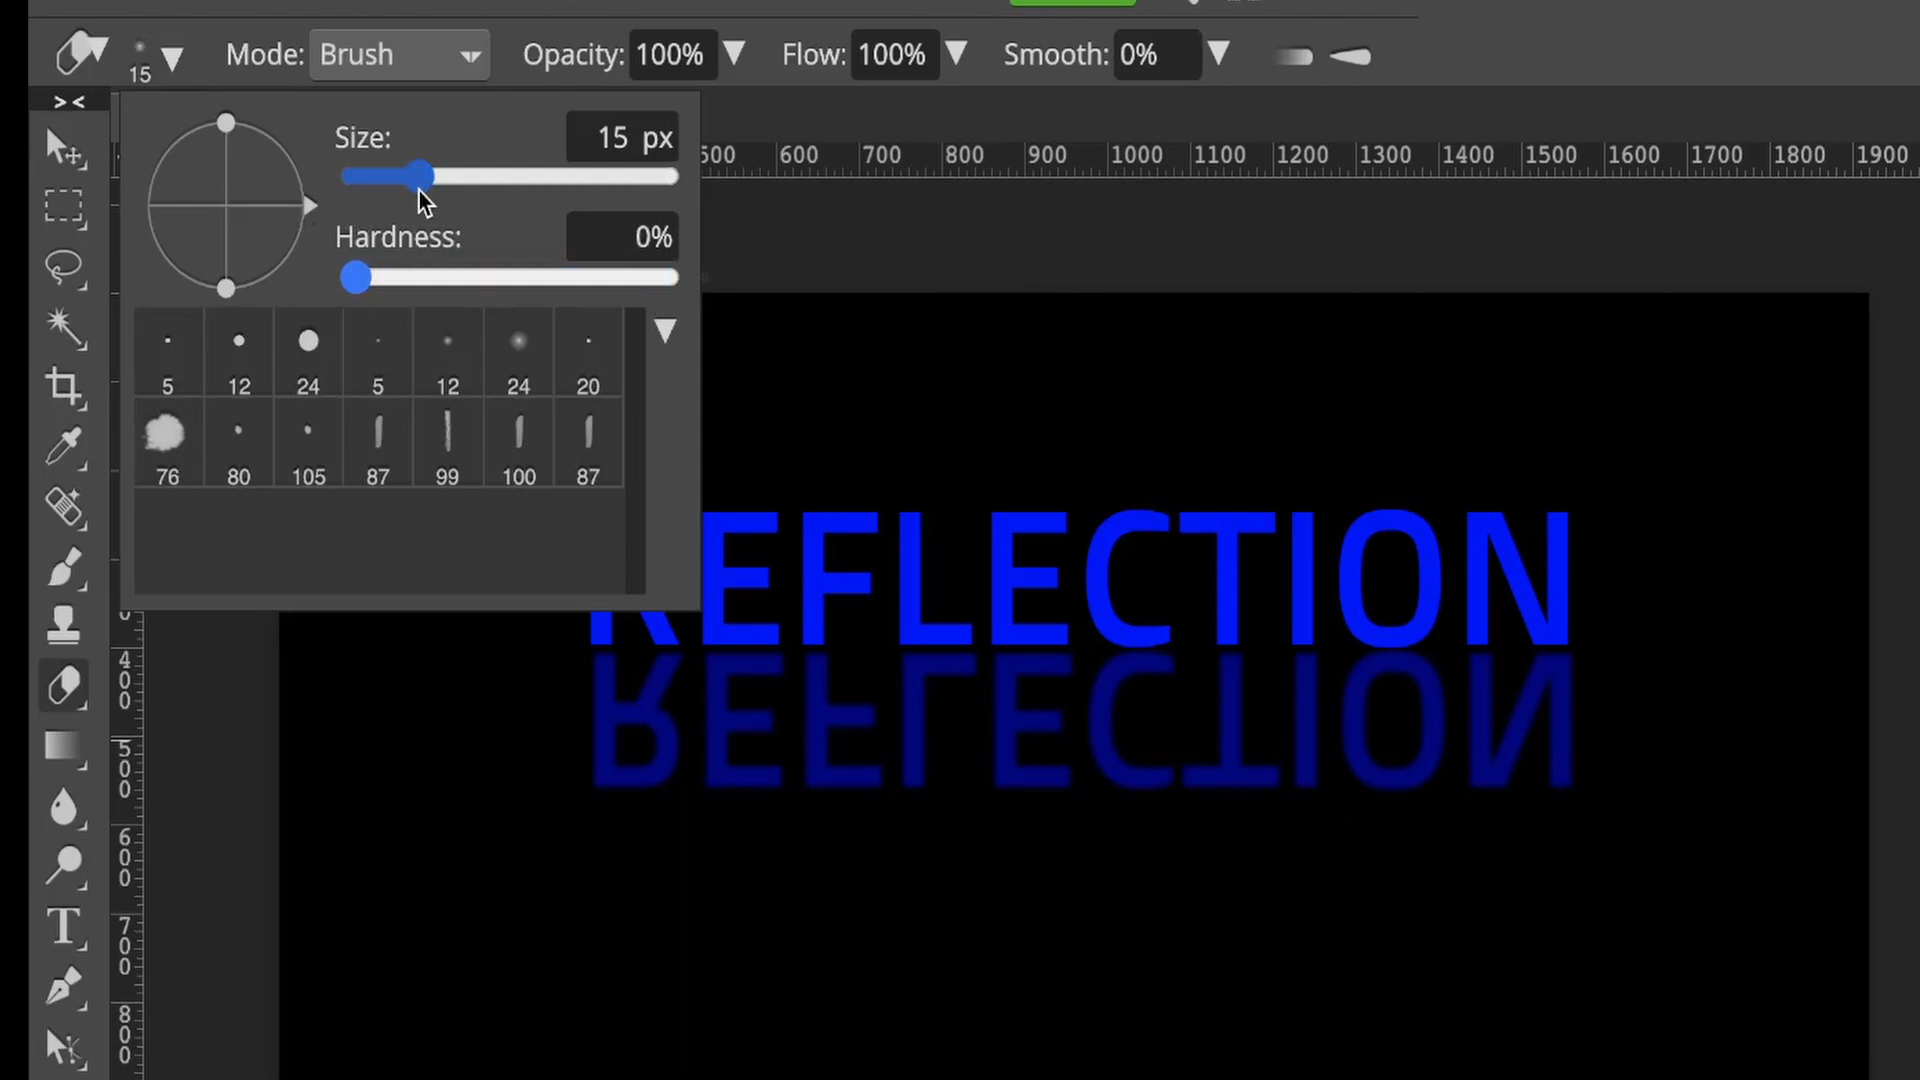 15 Mode: Brush Opacity: 100% Flow: 100% Smooth: 0%
> <
Size: 15 px
500 600 700 800 900 1000 1100 1200 1300 1400 1500 1600 1700 1800 1900
Hardness: 0%
5 12 24 5 12 24 20
76 80 105 87 99 100 87
REFLECTION
REFLECTION
0
400
500
600
700
800
T